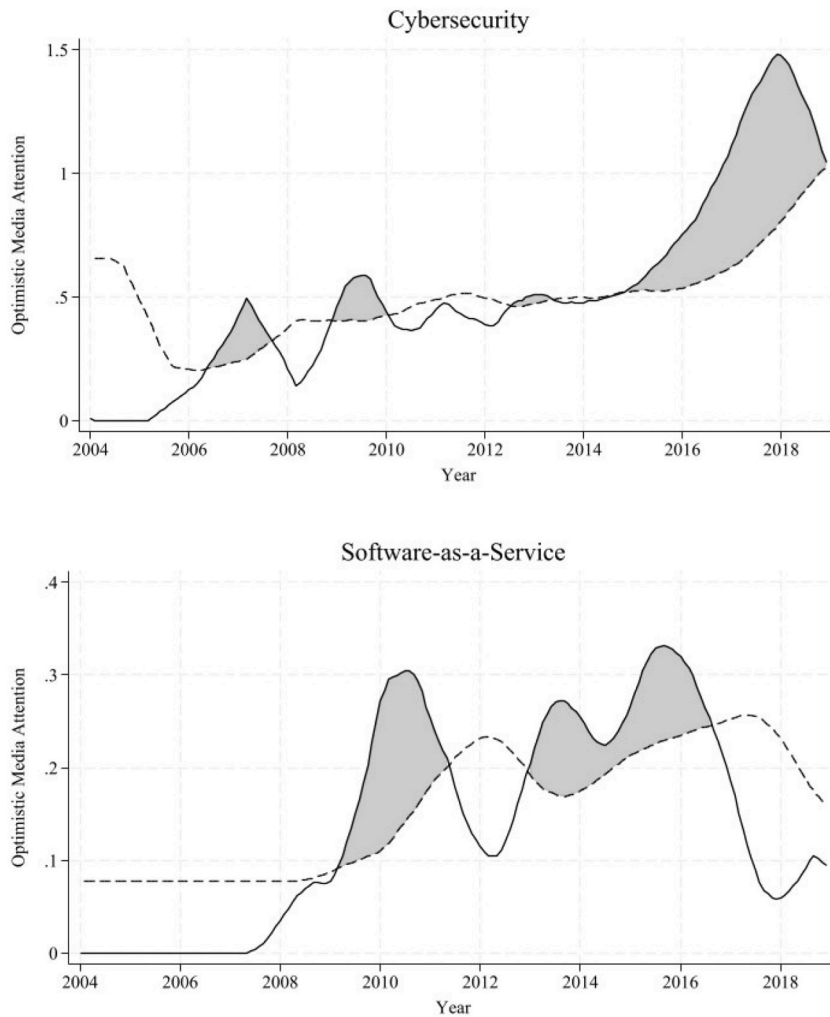 Cybersecurity
1.5
1
.5
0
Optimistic Media Attention
2004 2006 2008 2010 2012 2014 2016 2018
Year
Software-as-a-Service
.4
.3
.2
.1
0
Optimistic Media Attention
2004 2006 2008 2010 2012 2014 2016 2018
Year